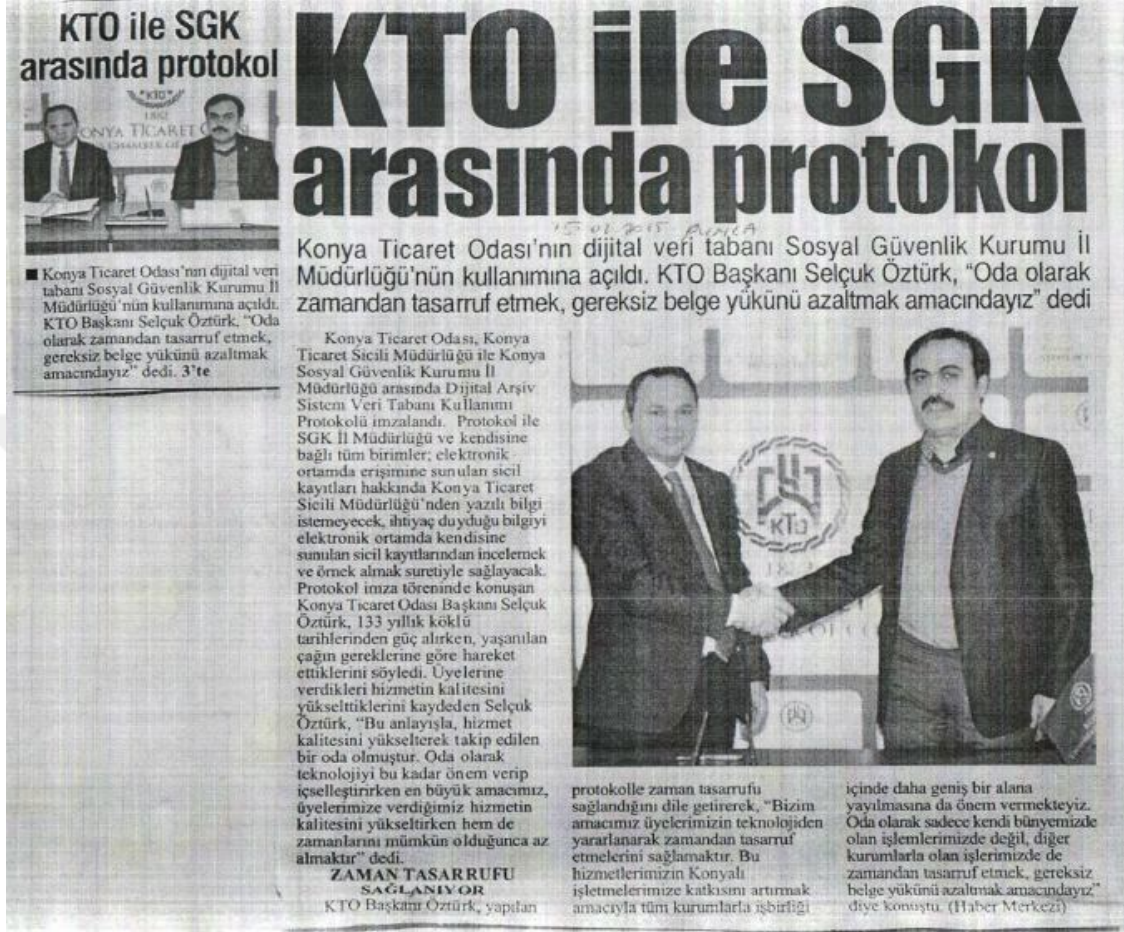 KTO ile SGK
arasında protokol
KTO
1882
KONYA TİCARET
■ Konya Ticaret Odası'nın dijital veri
tabanı Sosyal Güvenlik Kurumu İl
Müdürlüğü'nün kullanımına açıldı.
KTO Başkanı Selçuk Öztürk, “Oda
olarak zamandan tasarruf etmek,
gereksiz belge yükünü azaltmak
amacındayız” dedi. 3'te
KTO ile SGK
arasında protokol
Konya Ticaret Odası'nın dijital veri tabanı Sosyal Güvenlik Kurumu İl
Müdürlüğü'nün kullanımına açıldı. KTO Başkanı Selçuk Öztürk, “Oda olarak
zamandan tasarruf etmek, gereksiz belge yükünü azaltmak amacındayız” dedi
Konya Ticaret Odası, Konya
Ticaret Sicili Müdürlüğü ile Konya
Sosyal Güvenlik Kurumu İl
Müdürlüğü arasında Dijital Arşiv
Sistem Veri Tabanı Kullanımı
Protokolü imzalandı. Protokol ile
SGK İl Müdürlüğü ve kendisine
bağlı tüm birimler; elektronik
ortamda erişimine sunulan sicil
kayıtları hakkında Konya Ticaret
Sicili Müdürlüğü'nden yazılı bilgi
istemeyecek, ihtiyaç duyduğu bilgiyi
elektronik ortamda kendisine
sunulan sicil kayıtlarından incelemek
ve örnek almak suretiyle sağlayacak.
Protokol imza töreninde konuşan
Konya Ticaret Odası Başkanı Selçuk
Öztürk, 133 yıllık köklü
tarihlerinden güç alırken, yaşanılan
çağın gereklerine göre hareket
ettiklerini söyledi. Üyelerine
verdikleri hizmetin kalitesini
yükselttiklerini kaydeden Selçuk
Öztürk, “Bu anlayışla, hizmet
kalitesini yükselterek takip edilen
bir oda olmuştur. Oda olarak
teknolojiyi bu kadar önem verip
içselleştirirken en büyük amacımız,
üyelerimize verdiğimiz hizmetin
kalitesini yükseltirken hem de
zamanlarını mümkün olduğunca az
almaktır” dedi.
ZAMAN TASARRUFU
SAĞLANIYOR
KTO Başkanı Öztürk, yapılan
KTO
protokolle zaman tasarrufu
sağlandığını dile getirerek, “Bizim
amacımız üyelerimizin teknolojiden
yararlanarak zamandan tasarruf
etmelerini sağlamaktır. Bu
hizmetlerimizin Konyalı
işletmelerimize katkısını artırmak
amacıyla tüm kurumlarla işbirliği
içinde daha geniş bir alana
yayılmasına da önem vermekteyiz.
Oda olarak sadece kendi bünyemizde
olan işlemlerimizde değil, diğer
kurumlarla olan işlerimizde de
zamandan tasarruf etmek, gereksiz
belge yükünü azaltmak amacındayız”
diye konuştu. (Haber Merkezi)